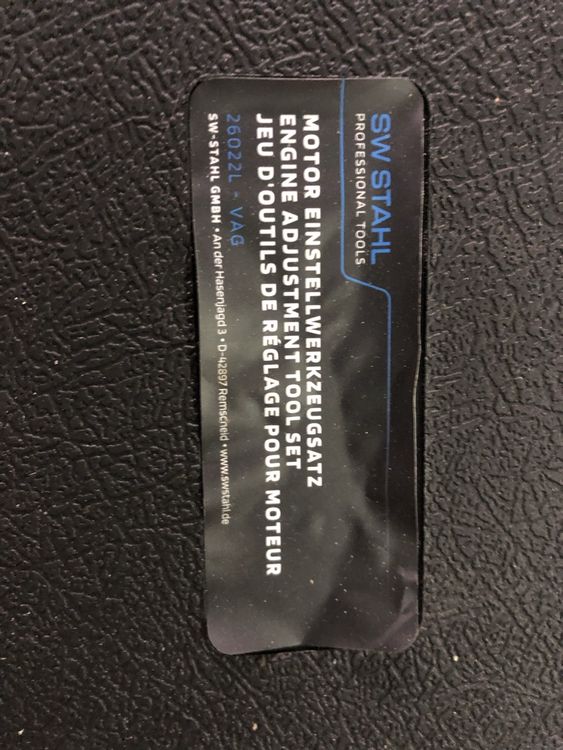 SW STAHL
PROFESSIONAL TOOLS
MOTOR EINSTELLWERKZEUGSATZ
ENGINE ADJUSTMENT TOOL SET
JEU D'OUTILS DE RÉGLAGE POUR MOTEUR
26022L - VAG
SW-STAHL GMBH • An der Hasenjagd 3 • D-42897 Remscheid • www.swstahl.de